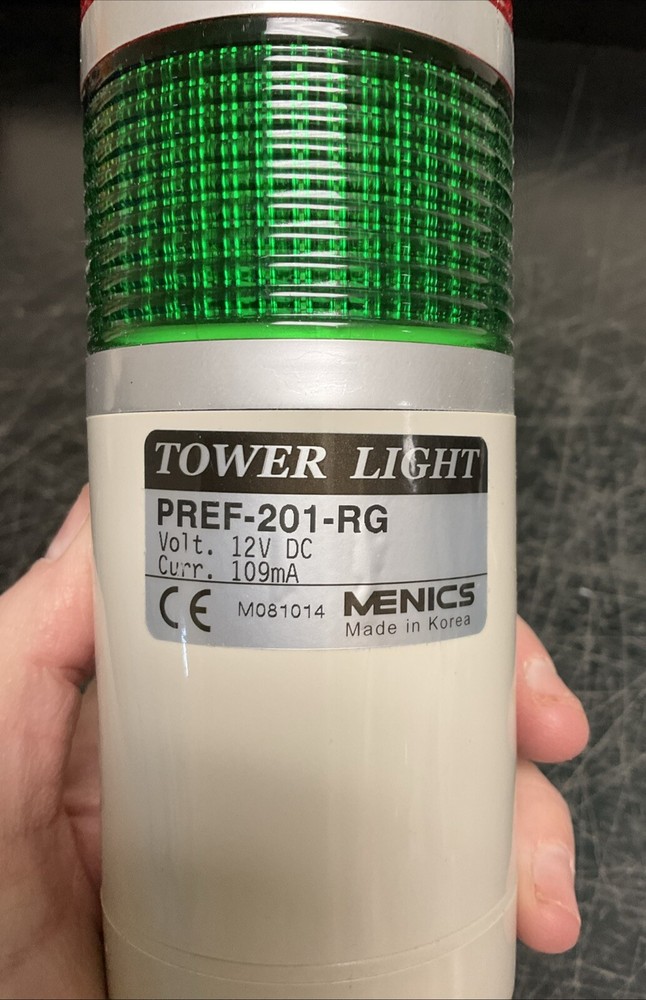 TOWER LIGHT
PREF-201-RG
Volt. 12V DC
Curr. 109mA
CE M081014 MENICS
Made in Korea